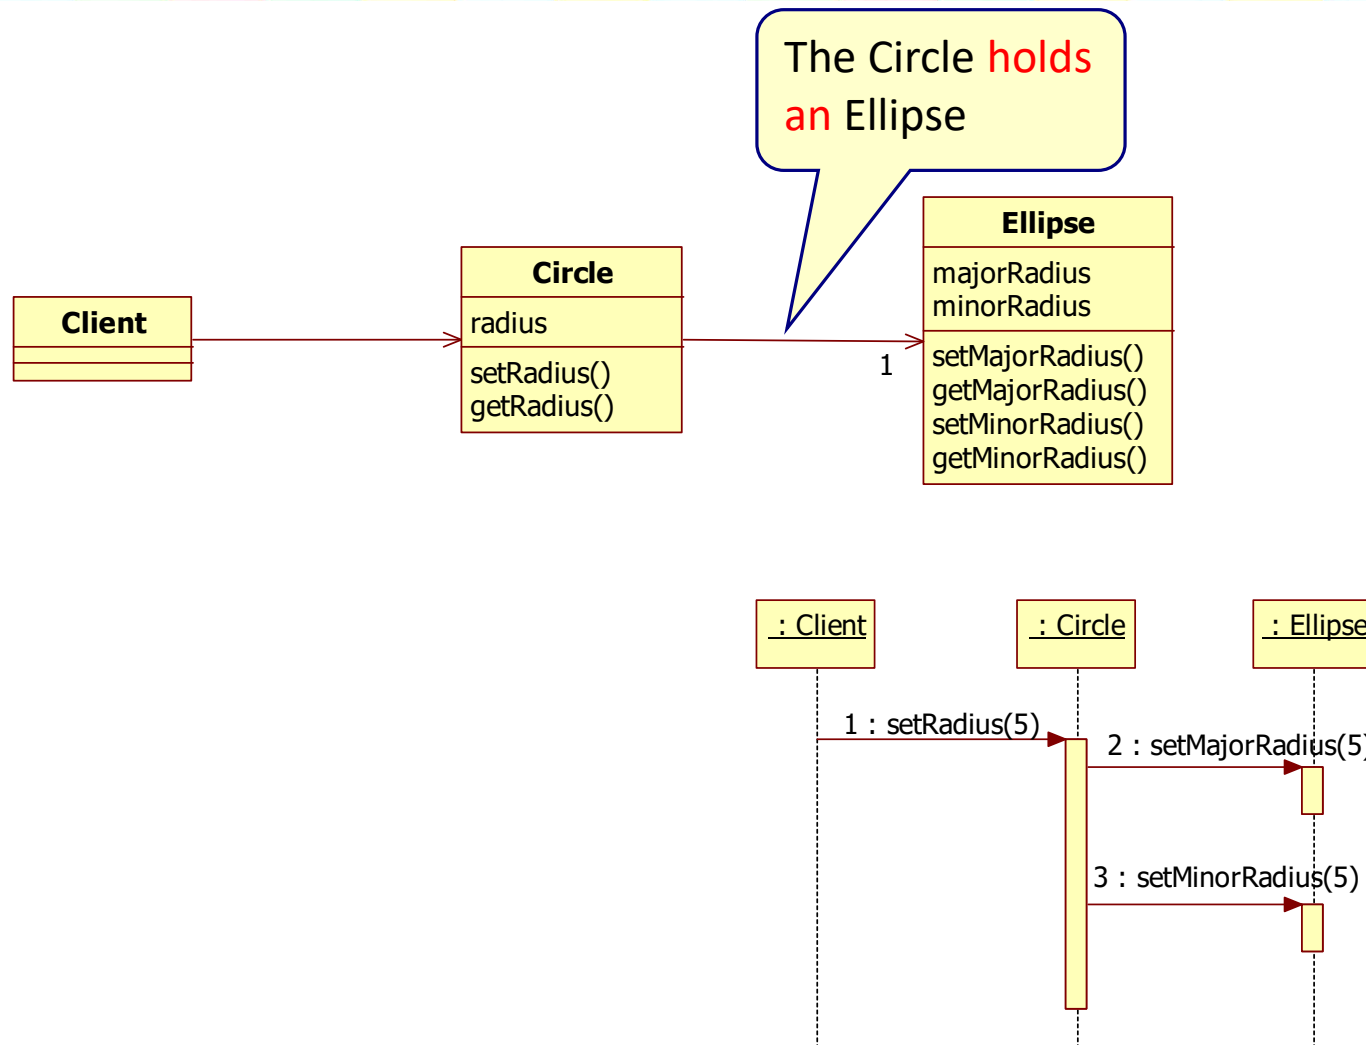 The Circle holds
an Ellipse
Client
Circle
radius
setRadius()
getRadius()
1
Ellipse
majorRadius
minorRadius
setMajorRadius()
getMajorRadius()
setMinorRadius()
getMinorRadius()
: Client
: Circle
: Ellipse
1 : setRadius(5)
2 : setMajorRadius(5)
3 : setMinorRadius(5)